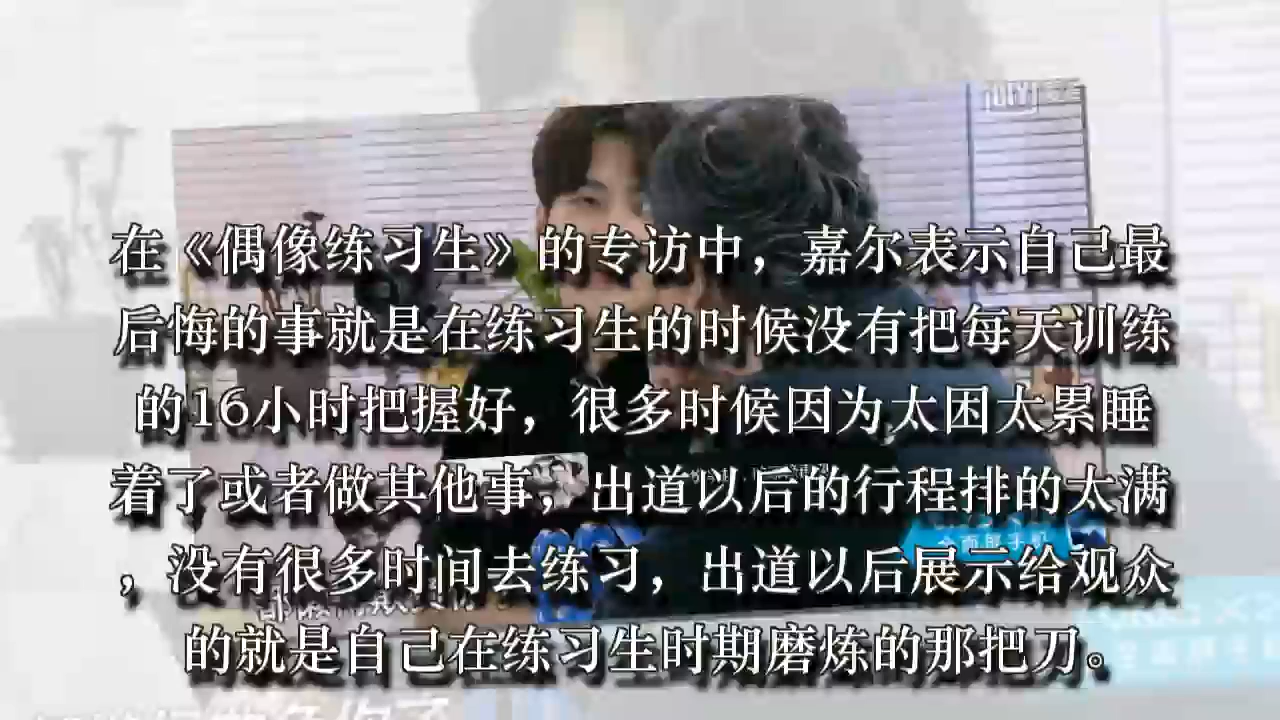 在《偶像练习生》的专访中，嘉尔表示自己最
后悔的事就是在练习生的时候没有把每天训练
的16小时把握好，很多时候因为太困太累睡
着了或者做其他事，出道以后的行程排的太满
，没有很多时间去练习，出道以后展示给观众
的就是自己在练习生时期磨炼的那把刀。